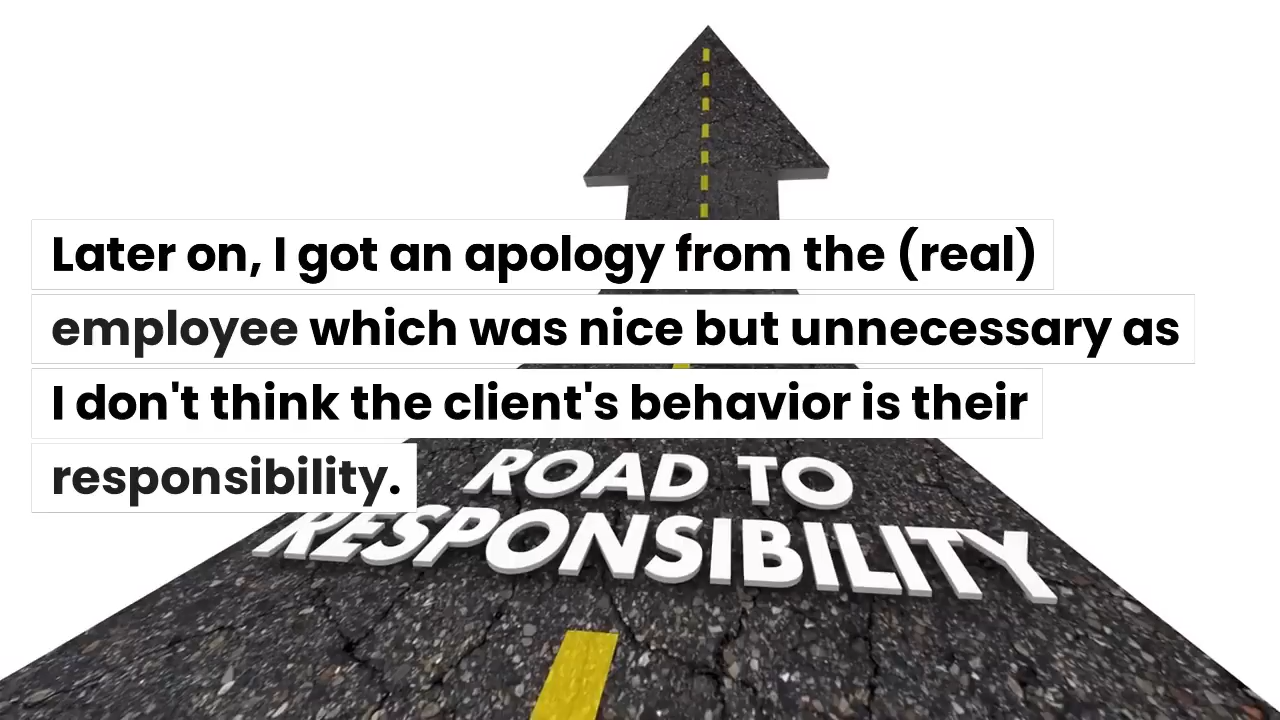 Later on, I got an apology from the (real)
employee which was nice but unnecessary as
I don't think the client's behavior is their
responsibility.
ROAD TO
RESPONSIBILITY